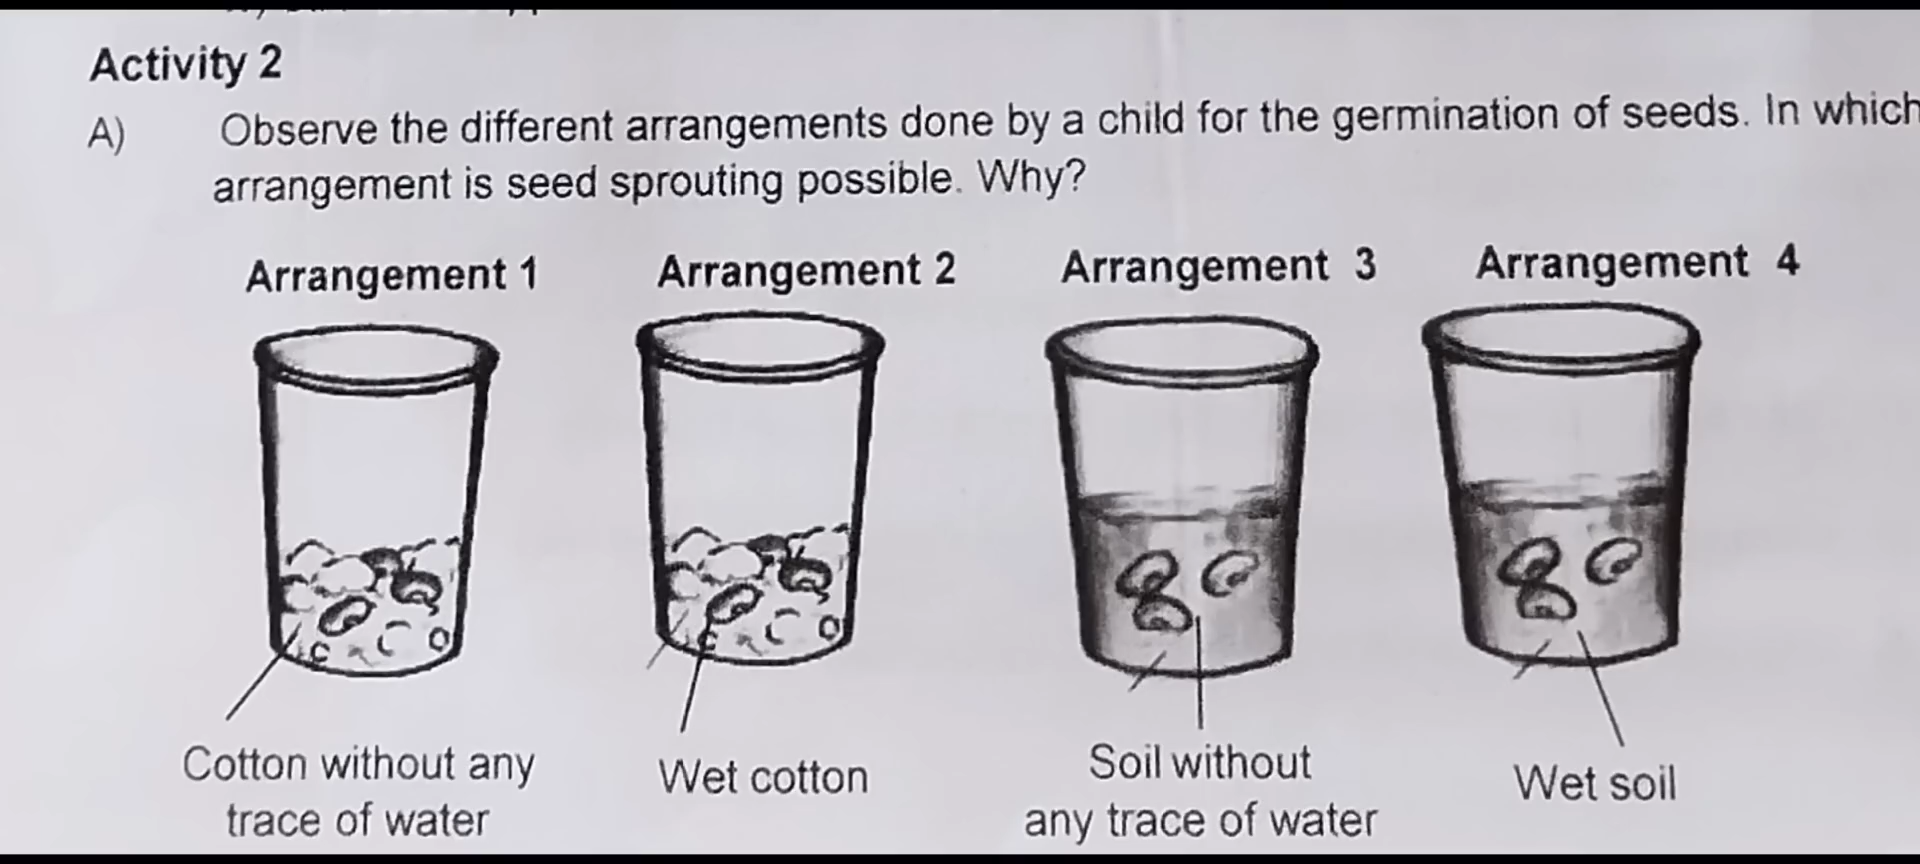 Activity 2
A) Observe the different arrangements done by a child for the germination of seeds. In which
arrangement is seed sprouting possible. Why?
Arrangement 1 Arrangement 2 Arrangement 3 Arrangement 4
Cotton without any
trace of water
Wet cotton
Soil without
any trace of water
Wet soil